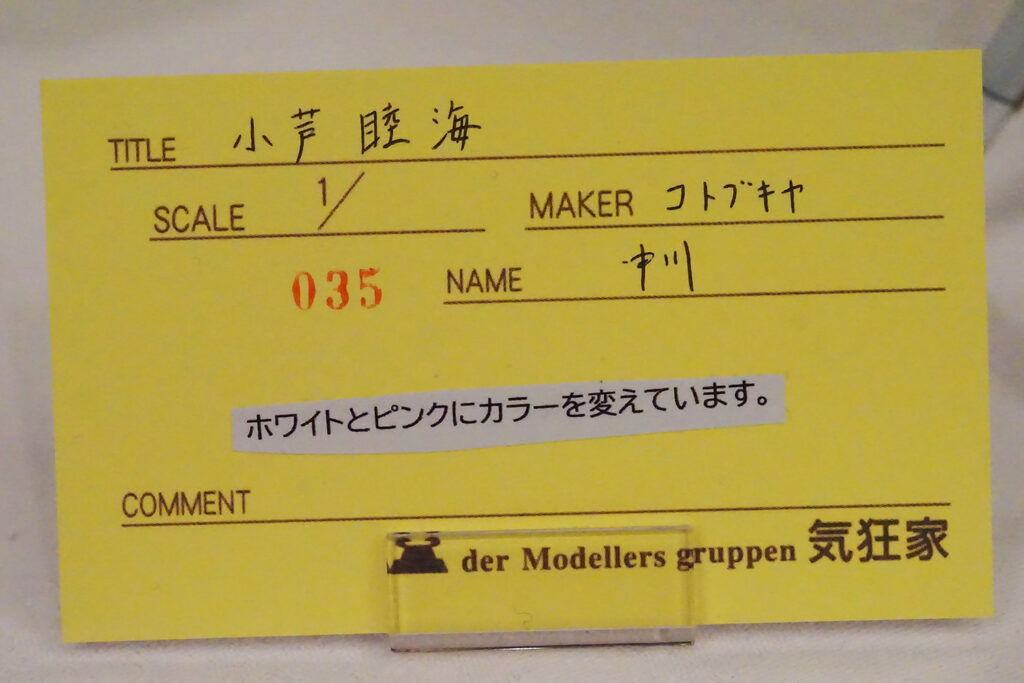 TITLE 小芦 睦海
SCALE 1/
MAKER コトブキヤ
035
NAME 中川
ホワイトとピンクにカラーを変えています。
COMMENT
der Modellers gruppen 気狂家